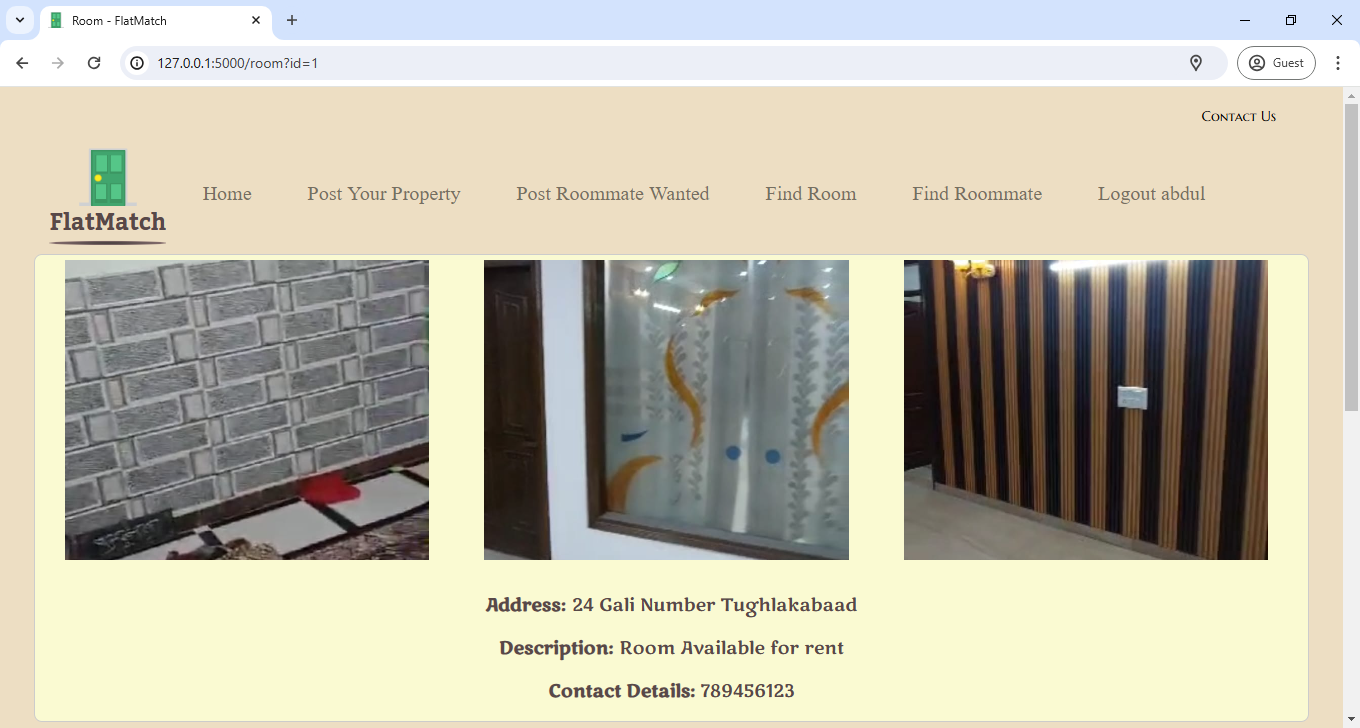 Room - FlatMatch
127.0.0.1:5000/room?id=1
Guest
Contact Us
FlatMatch
Home
Post Your Property
Post Roommate Wanted
Find Room
Find Roommate
Logout abdul
Address: 24 Gali Number Tughlakabaad
Description: Room Available for rent
Contact Details: 789456123